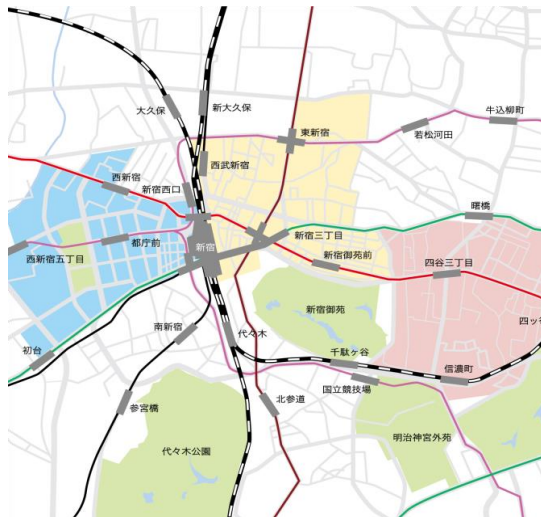 大久保
新大久保
東新宿
若松河田
牛込柳町
西新宿
新宿西口
西武新宿
曙橋
西新宿五丁目
都庁前
新宿
新宿三丁目
新宿御苑前
四谷三丁目
新宿御苑
四ッ谷
南新宿
代々木
初台
千駄ヶ谷
信濃町
国立競技場
参宮橋
北参道
代々木公園
明治神宮外苑